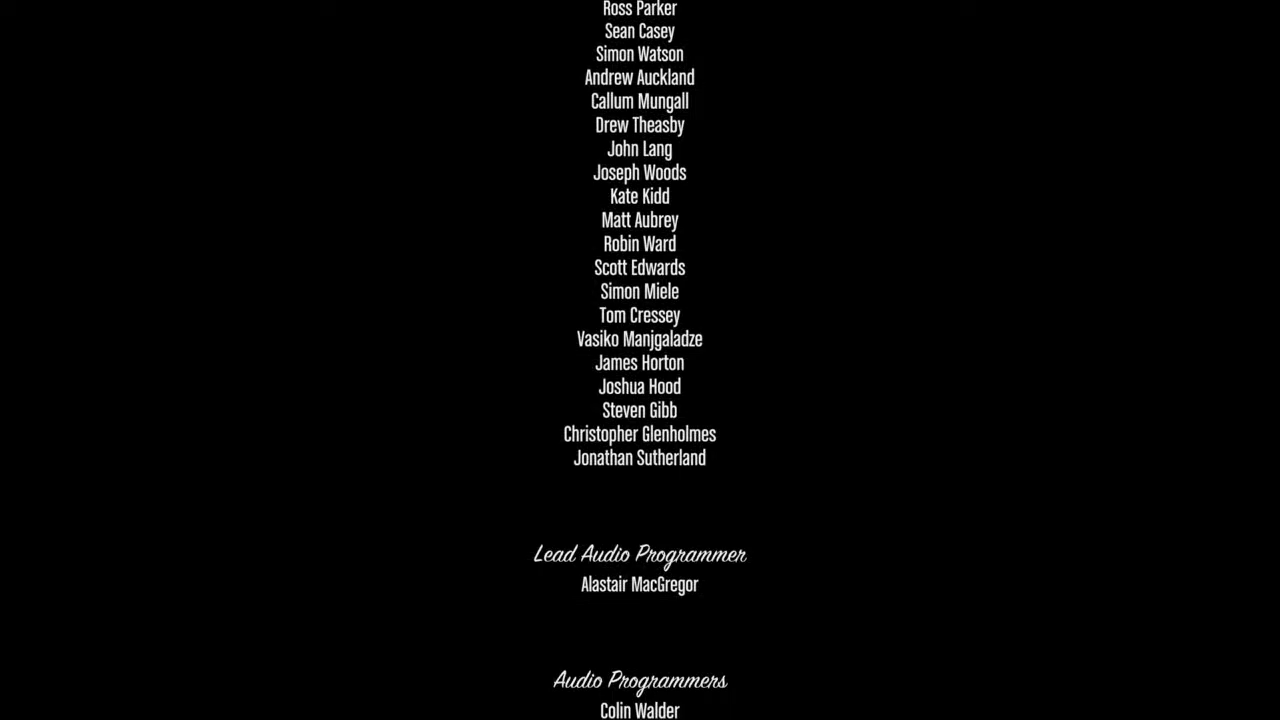 Ross Parker
Sean Casey
Simon Watson
Andrew Auckland
Callum Mungall
Drew Theasby
John Lang
Joseph Woods
Kate Kidd
Matt Aubrey
Robin Ward
Scott Edwards
Simon Miele
Tom Cressey
Vasiko Manjgaladze
James Horton
Joshua Hood
Steven Gibb
Christopher Glenholmes
Jonathan Sutherland
Lead Audio Programmer
Alastair MacGregor
Audio Programmers
Colin Walder